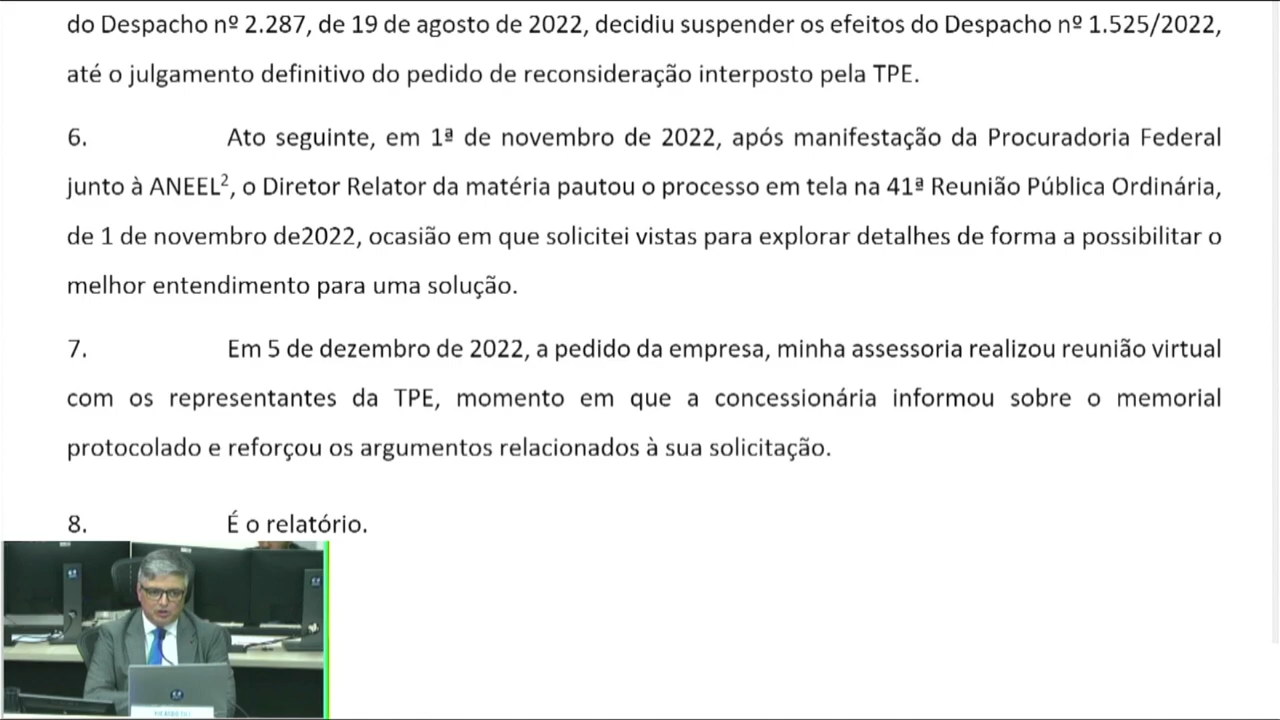 do Despacho nº 2.287, de 19 de agosto de 2022, decidiu suspender os efeitos do Despacho nº 1.525/2022,
até o julgamento definitivo do pedido de reconsideração interposto pela TPE.
6. Ato seguinte, em 1ª de novembro de 2022, após manifestação da Procuradoria Federal
junto à ANEEL², o Diretor Relator da matéria pautou o processo em tela na 41ª Reunião Pública Ordinária,
de 1 de novembro de2022, ocasião em que solicitei vistas para explorar detalhes de forma a possibilitar o
melhor entendimento para uma solução.
7. Em 5 de dezembro de 2022, a pedido da empresa, minha assessoria realizou reunião virtual
com os representantes da TPE, momento em que a concessionária informou sobre o memorial
protocolado e reforçou os argumentos relacionados à sua solicitação.
8. É o relatório.